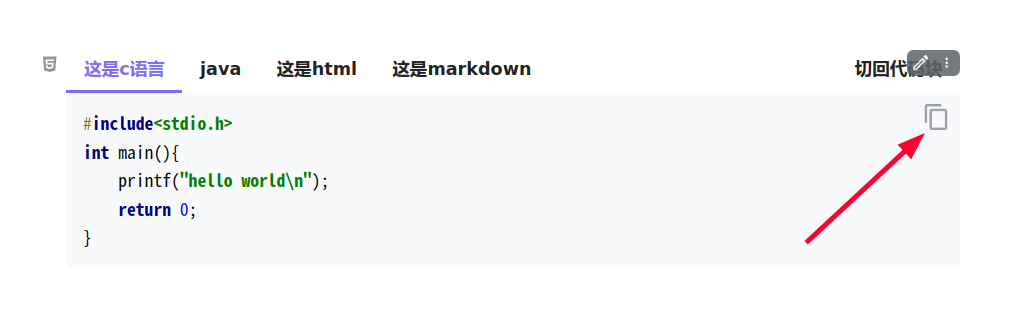 这是c语言 java 这是html 这是markdown 切回代码块
#include<stdio.h>
int main(){
    printf("hello world\n");
    return 0;
}